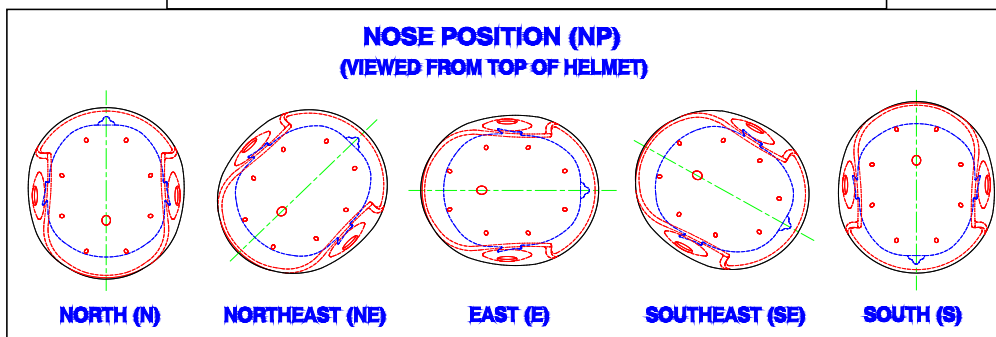 NOSE POSITION (NP)
(VIEWED FROM TOP OF HELMET)
NORTH (N)
NORTHEAST (NE)
EAST (E)
SOUTHEAST (SE)
SOUTH (S)